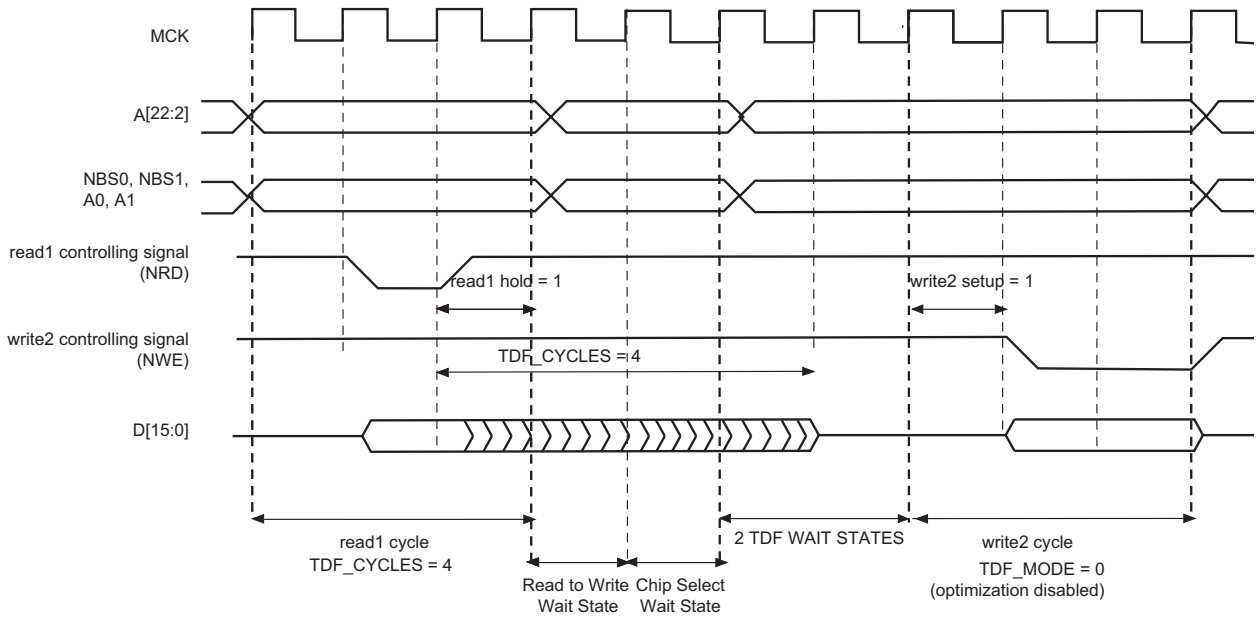 MCK
A[22:2]
NBS0, NBS1,
A0, A1
read1 controlling signal
(NRD)
read1 hold = 1
write2 setup = 1
write2 controlling signal
(NWE)
TDF_CYCLES = 4
D[15:0]
read1 cycle
TDF_CYCLES = 4
2 TDF WAIT STATES
write2 cycle
TDF_MODE = 0
(optimization disabled)
Read to Write
Wait State
Chip Select
Wait State